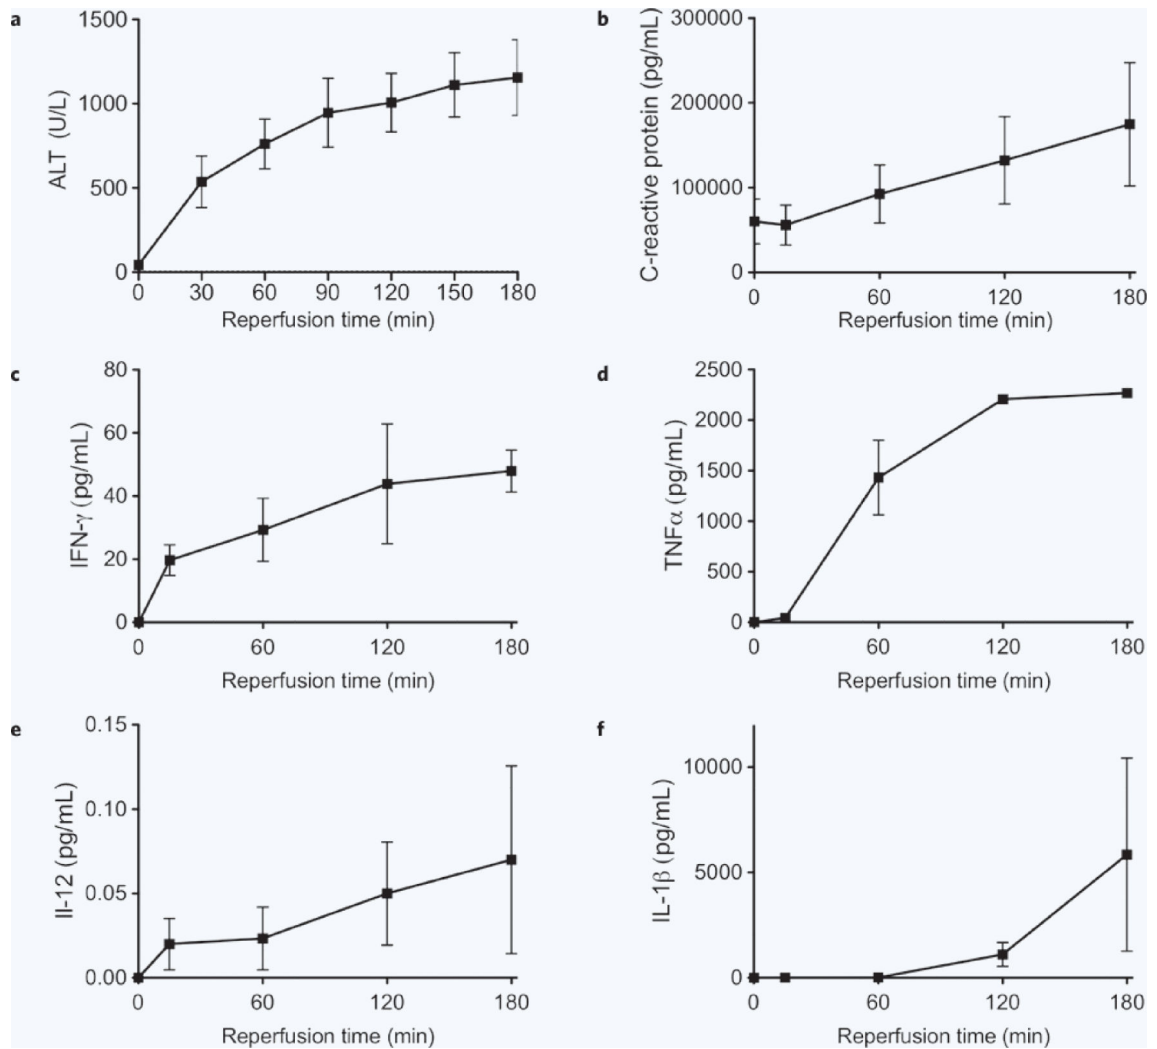 a
ALT (U/L)
1500
1000
500
0
0 30 60 90 120 150 180
Reperfusion time (min)
b
C-reactive protein (pg/mL)
300000
200000
100000
0
0 60 120 180
Reperfusion time (min)
c
IFN-γ (pg/mL)
80
60
40
20
0
0 60 120 180
Reperfusion time (min)
d
TNFα (pg/mL)
2500
2000
1500
1000
500
0
0 60 120 180
Reperfusion time (min)
e
Il-12 (pg/mL)
0.15
0.10
0.05
0.00
0 60 120 180
Reperfusion time (min)
f
IL-1β (pg/mL)
10000
5000
0
0 60 120 180
Reperfusion time (min)